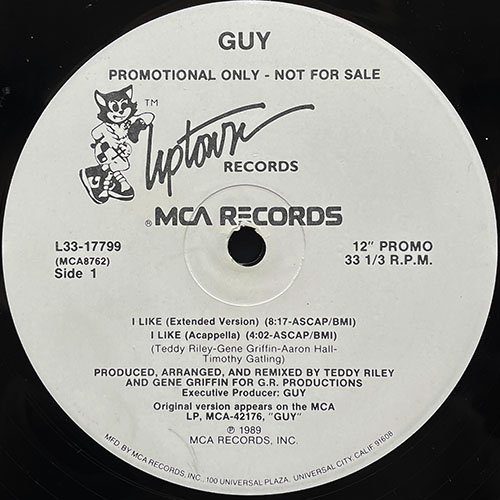 GUY
PROMOTIONAL ONLY - NOT FOR SALE
TM
Uptown
RECORDS
® MCA RECORDS
L33-17799
(MCA8762)
Side 1
12" PROMO
33 1/3 R.P.M.
I LIKE (Extended Version) (8:17-ASCAP/BMI)
I LIKE (Acappella) (4:02-ASCAP/BMI)
(Teddy Riley-Gene Griffin-Aaron Hall-
Timothy Gatling)
PRODUCED, ARRANGED, AND REMIXED BY TEDDY RILEY
AND GENE GRIFFIN FOR G.R. PRODUCTIONS
Executive Producer: GUY
Original version appears on the MCA
LP, MCA-42176, "GUY"
℗ 1989
MCA RECORDS, INC.
MFD BY MCA RECORDS, INC., 100 UNIVERSAL PLAZA, UNIVERSAL CITY, CALIF 91608